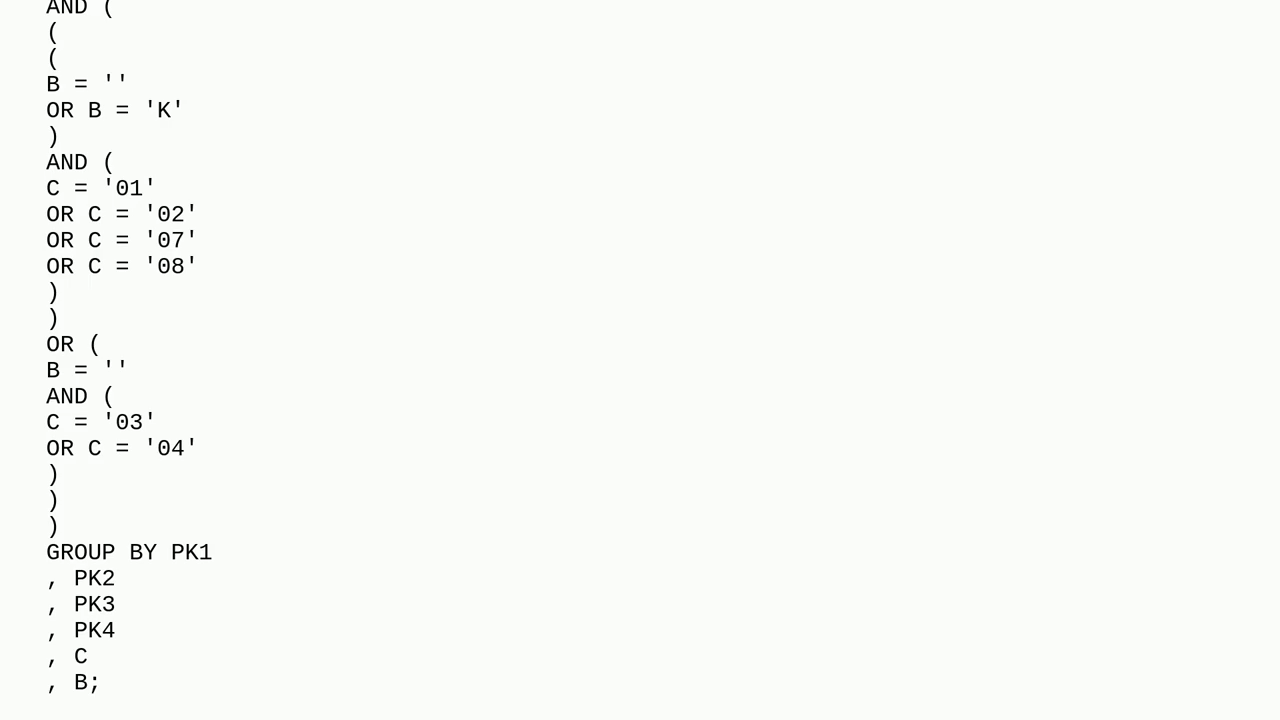 AND (
(
(
B = ''
OR B = 'K'
)
AND (
C = '01'
OR C = '02'
OR C = '07'
OR C = '08'
)
)
OR (
B = ''
AND (
C = '03'
OR C = '04'
)
)
)
GROUP BY PK1
, PK2
, PK3
, PK4
, C
, B;